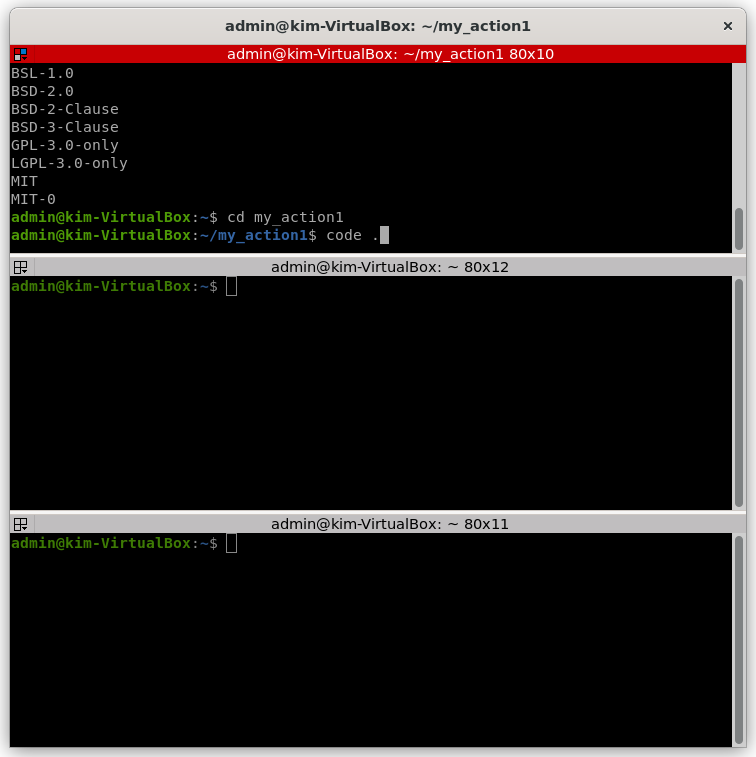 admin@kim-VirtualBox: ~/my_action1
admin@kim-VirtualBox: ~/my_action1 80x10
BSL-1.0
BSD-2.0
BSD-2-Clause
BSD-3-Clause
GPL-3.0-only
LGPL-3.0-only
MIT
MIT-0
admin@kim-VirtualBox:~$ cd my_action1
admin@kim-VirtualBox:~/my_action1$ code .
admin@kim-VirtualBox: ~ 80x12
admin@kim-VirtualBox:~$
admin@kim-VirtualBox: ~ 80x11
admin@kim-VirtualBox:~$